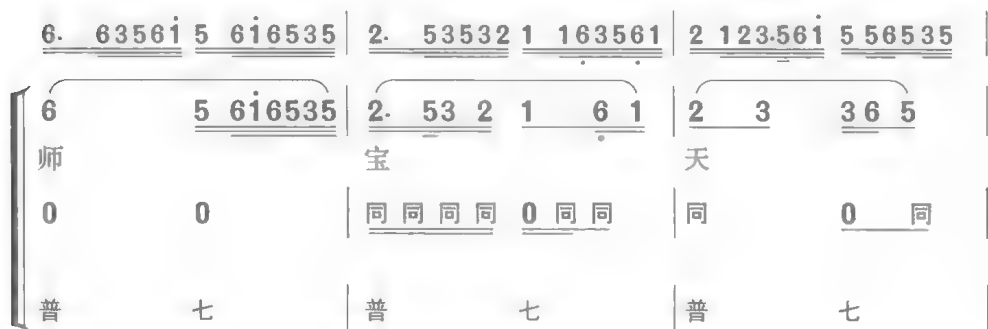 6. 63561̇ 5 61̇6535 | 2. 53532 1 16̣3561̣ | 2 123.561̇ 5 56535 |
6 5 61̇6535 | 2. 53 2 1 6̣ 1 | 2 3 36 5 |
师 宝 天
0 0 | 同 同 同 同 0 同 同 | 同 0 同 |
普 七 | 普 七 | 普 七 |